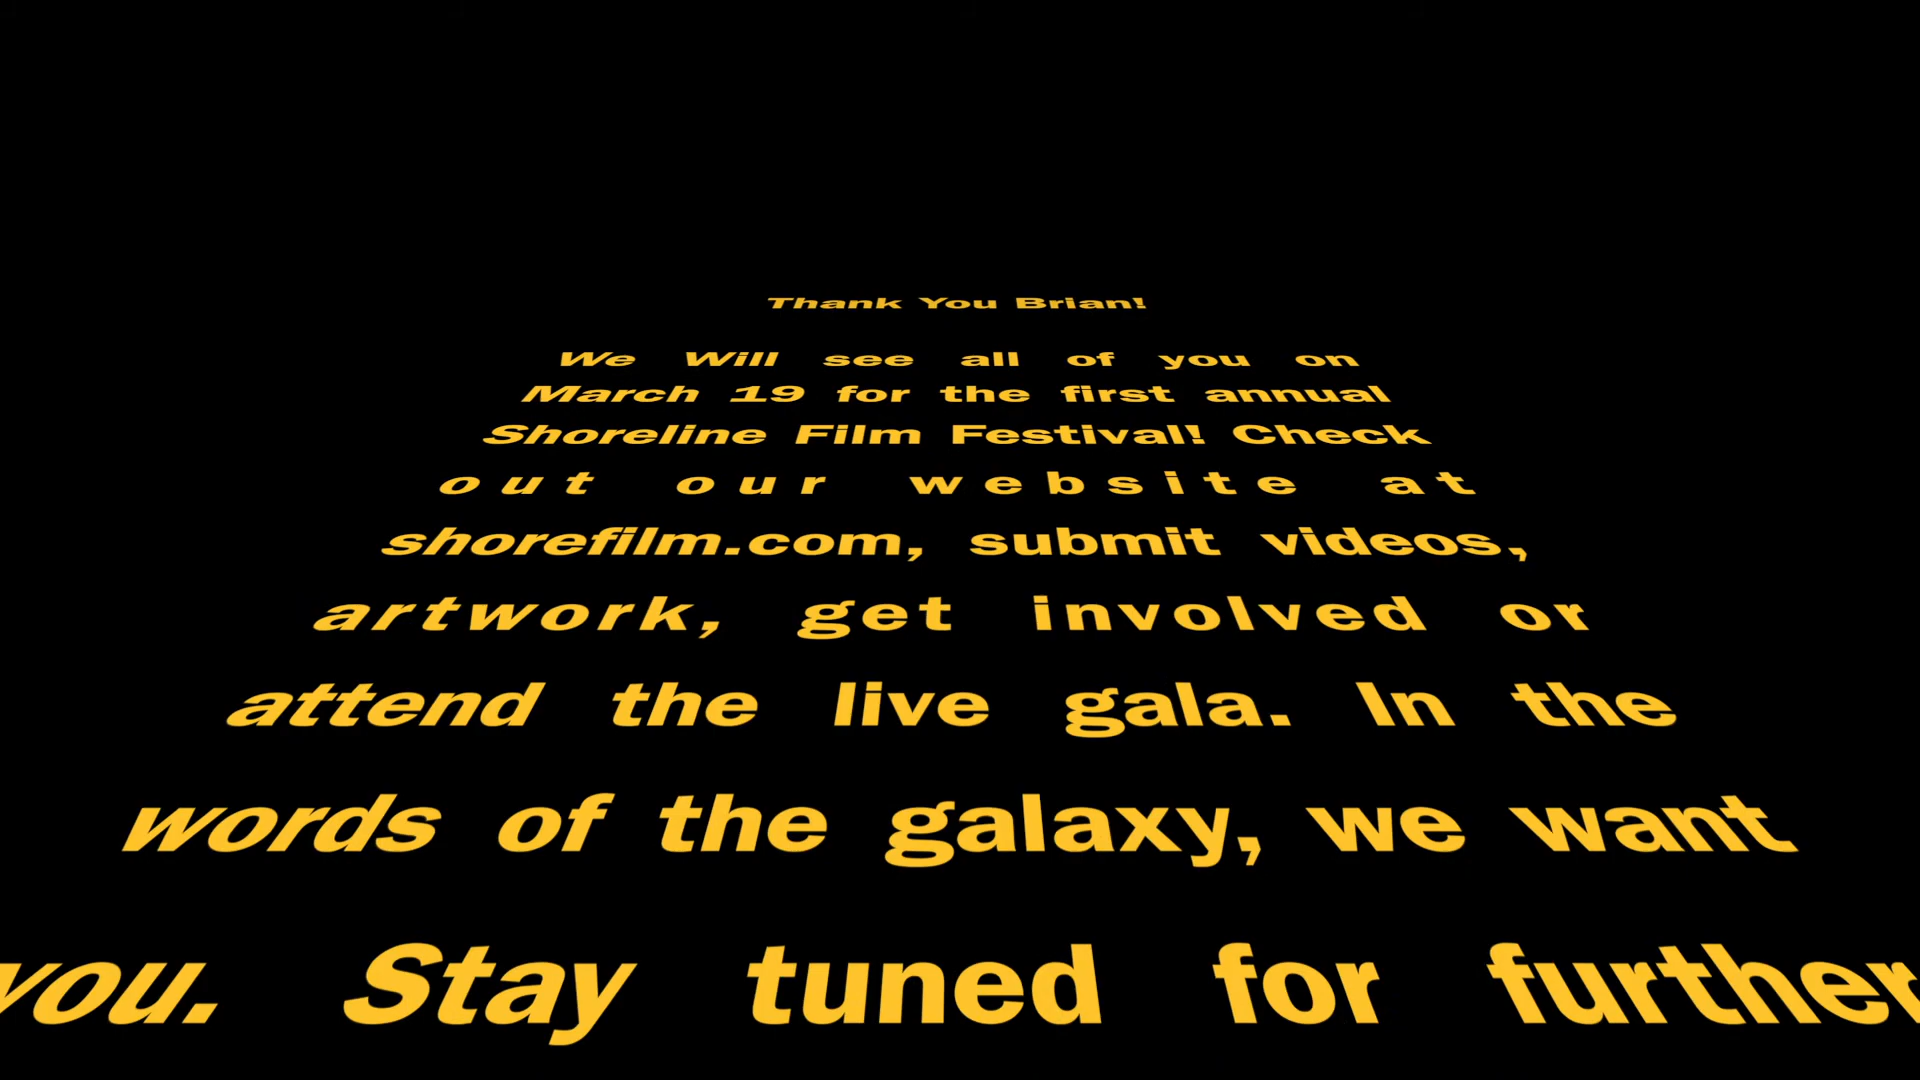 Thank You Brian!
We Will see all of you on
March 19 for the first annual
Shoreline Film Festival! Check
out our website at
shorefilm.com, submit videos,
artwork, get involved or
attend the live gala. In the
words of the galaxy, we want
you. Stay tuned for further